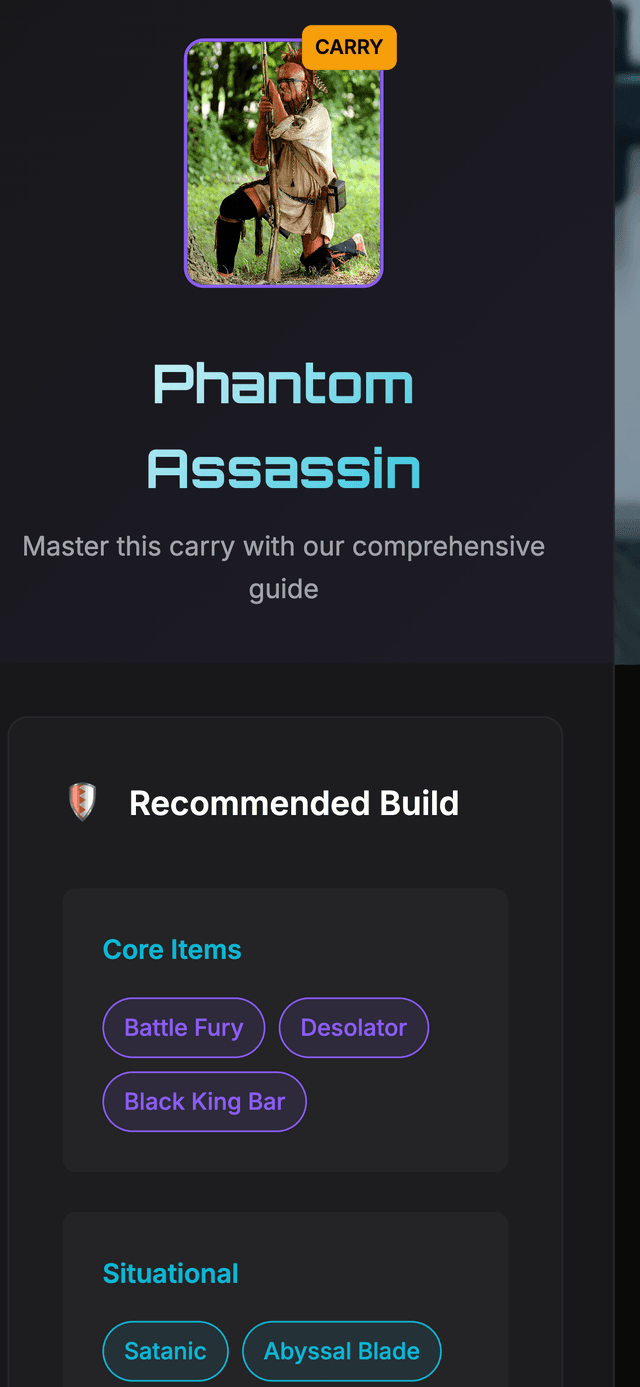 CARRY
Phantom
Assassin
Master this carry with our comprehensive
guide
Recommended Build
Core Items
Battle Fury Desolator
Black King Bar
Situational
Satanic Abyssal Blade